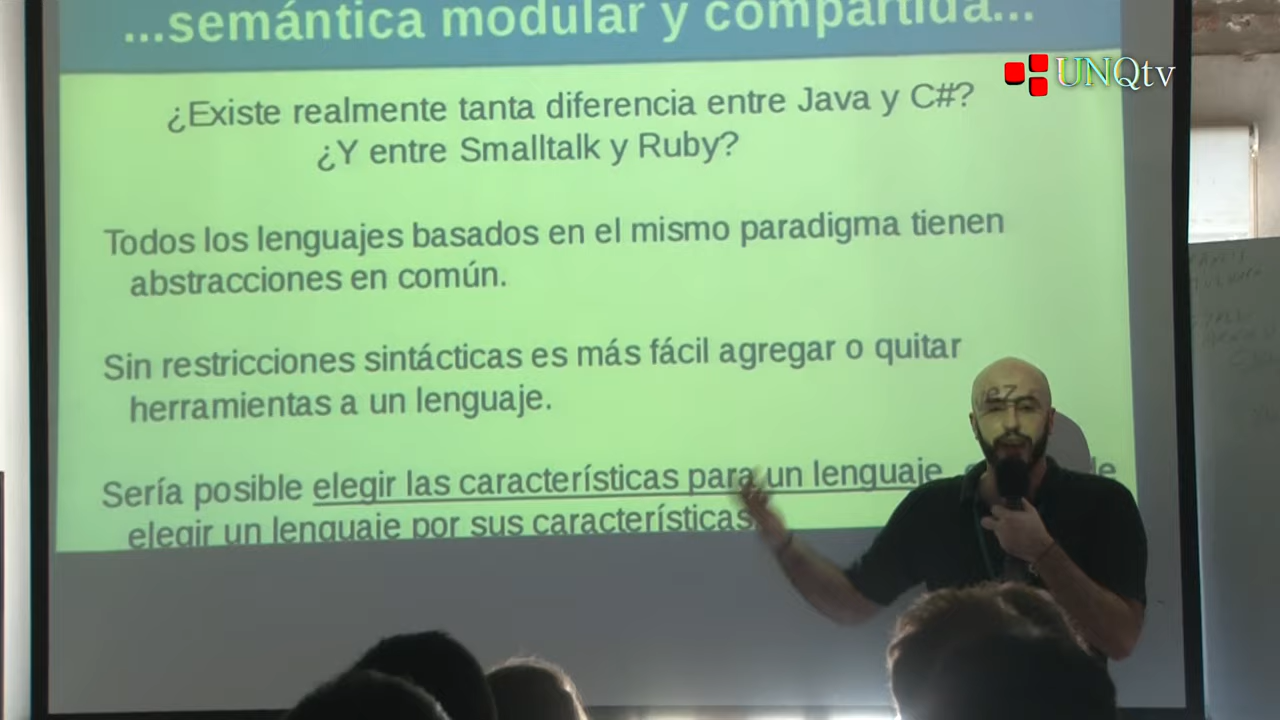 ...semántica modular y compartida...
UNQtv
¿Existe realmente tanta diferencia entre Java y C#?
¿Y entre Smalltalk y Ruby?
Todos los lenguajes basados en el mismo paradigma tienen
abstracciones en común.
Sin restricciones sintácticas es más fácil agregar o quitar
herramientas a un lenguaje.
Sería posible elegir las características para un lenguaje
elegir un lenguaje por sus características